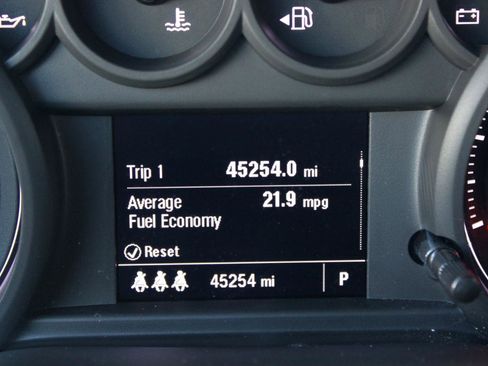 Trip 1 45254.0 mi
Average 21.9 mpg
Fuel Economy
Reset
45254 mi P